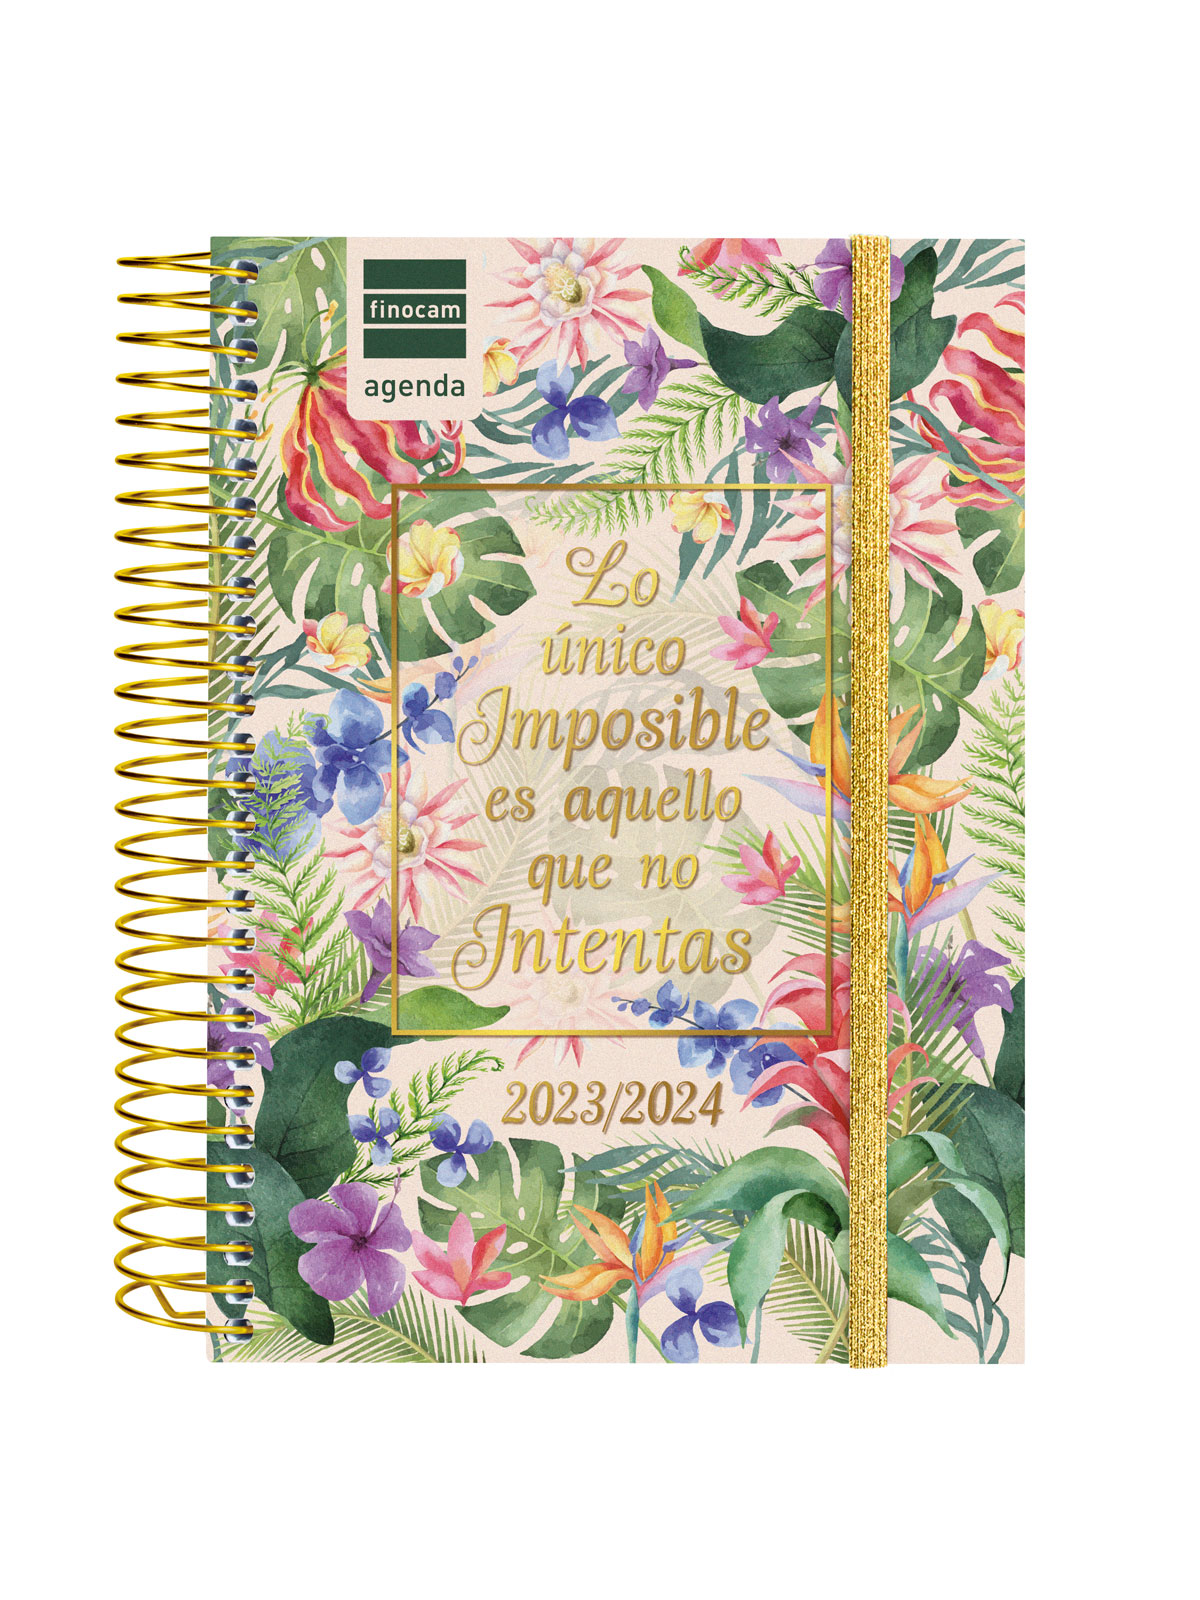 finocam
agenda
Lo
único
Imposible
es aquello
que no
Intentas
2023/2024